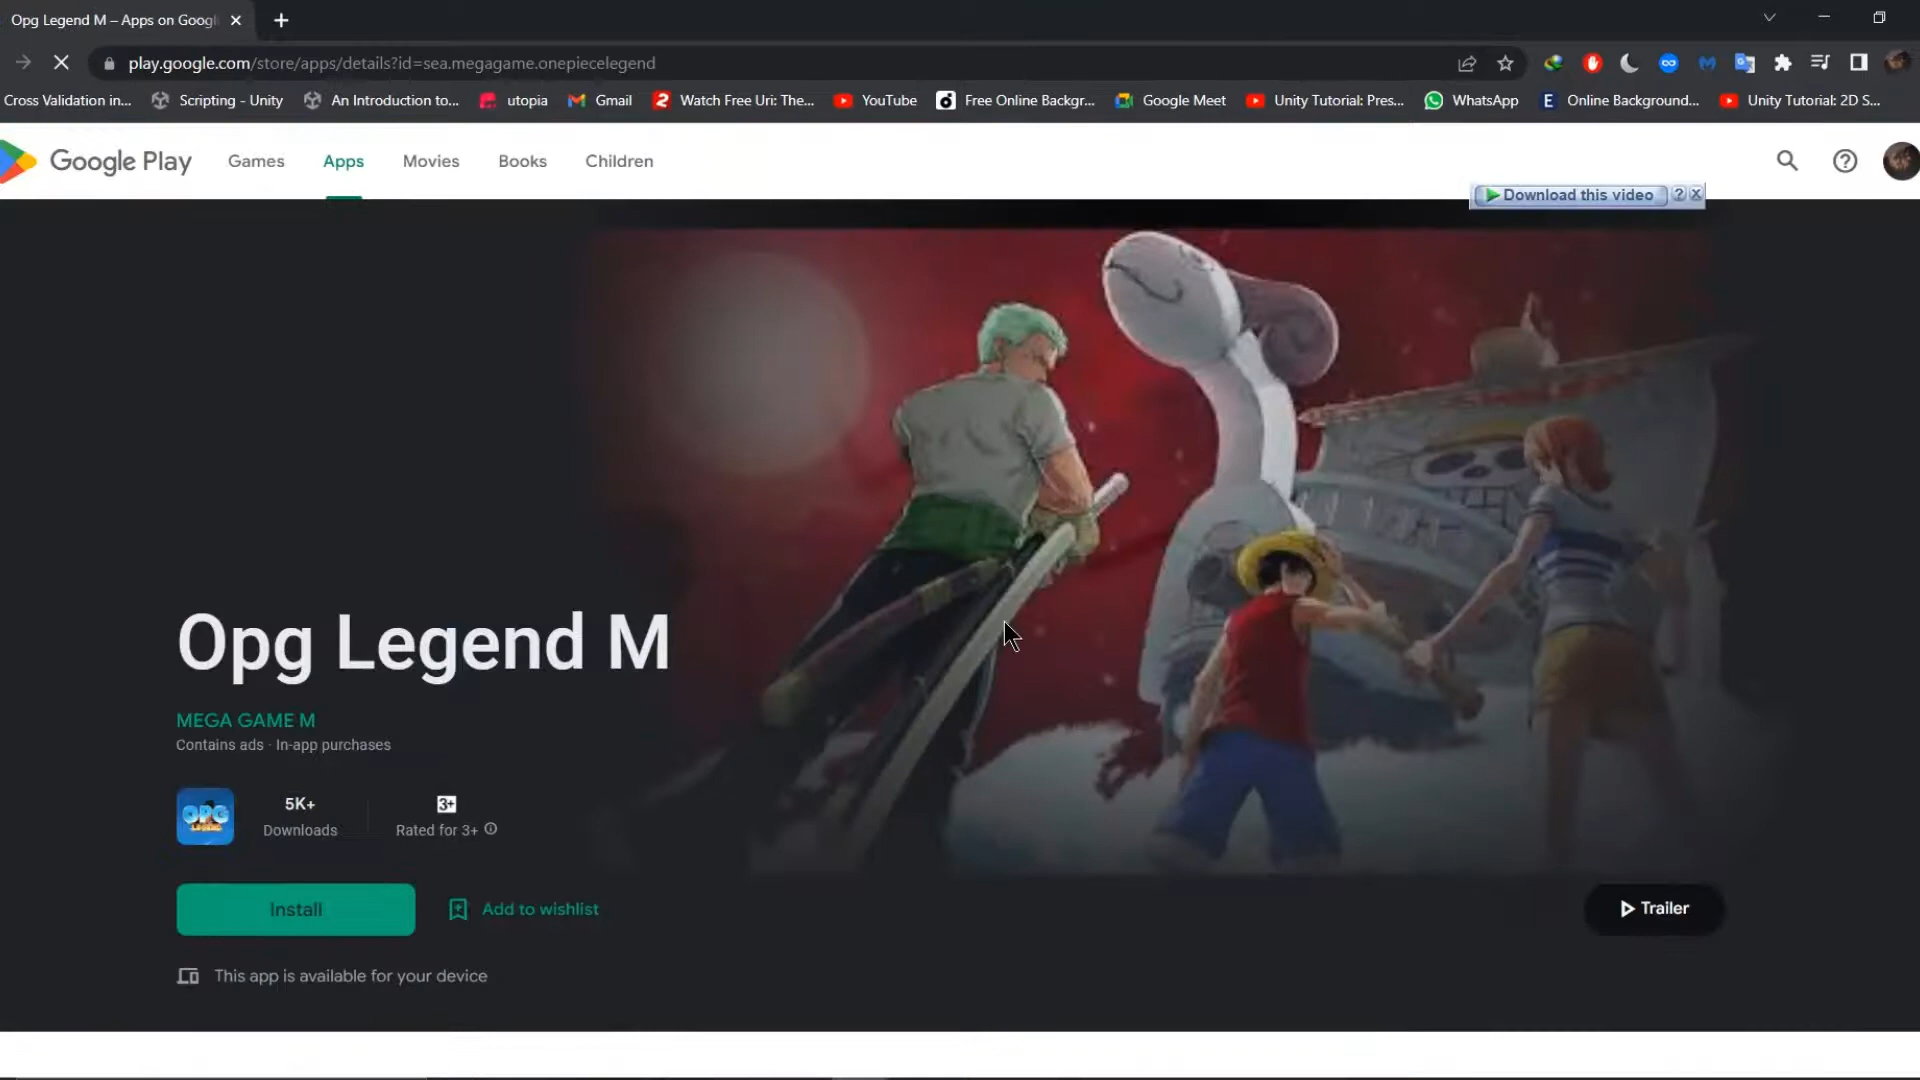 Opg Legend M – Apps on Googl
play.google.com/store/apps/details?id=sea.megagame.onepiecelegend
Cross Validation in...
Scripting - Unity
An Introduction to...
utopia
Gmail
Watch Free Uri: The...
YouTube
Free Online Backgr...
Google Meet
Unity Tutorial: Pres...
WhatsApp
E
Online Background...
Unity Tutorial: 2D S...
Google Play
Games
Apps
Movies
Books
Children
Download this video
Opg Legend M
MEGA GAME M
Contains ads · In-app purchases
OPG
5K+
Downloads
3+
Rated for 3+
Install
Add to wishlist
Trailer
This app is available for your device